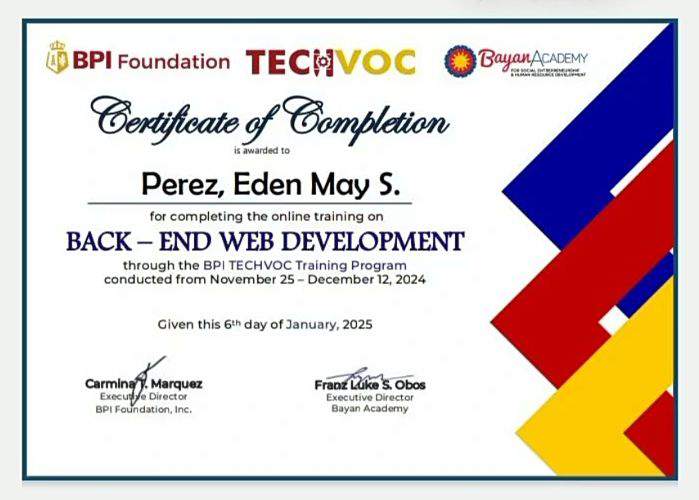 BPI Foundation TECHVOC Bayan ACADEMY
FOR SOCIAL ENTREPRENEURSHIP
& HUMAN RESOURCE DEVELOPMENT
Certificate of Completion
is awarded to
Perez, Eden May S.
for completing the online training on
BACK – END WEB DEVELOPMENT
through the BPI TECHVOC Training Program
conducted from November 25 – December 12, 2024
Given this 6th day of January, 2025
Carmina T. Marquez
Executive Director
BPI Foundation, Inc.
Franz Luke S. Obos
Executive Director
Bayan Academy